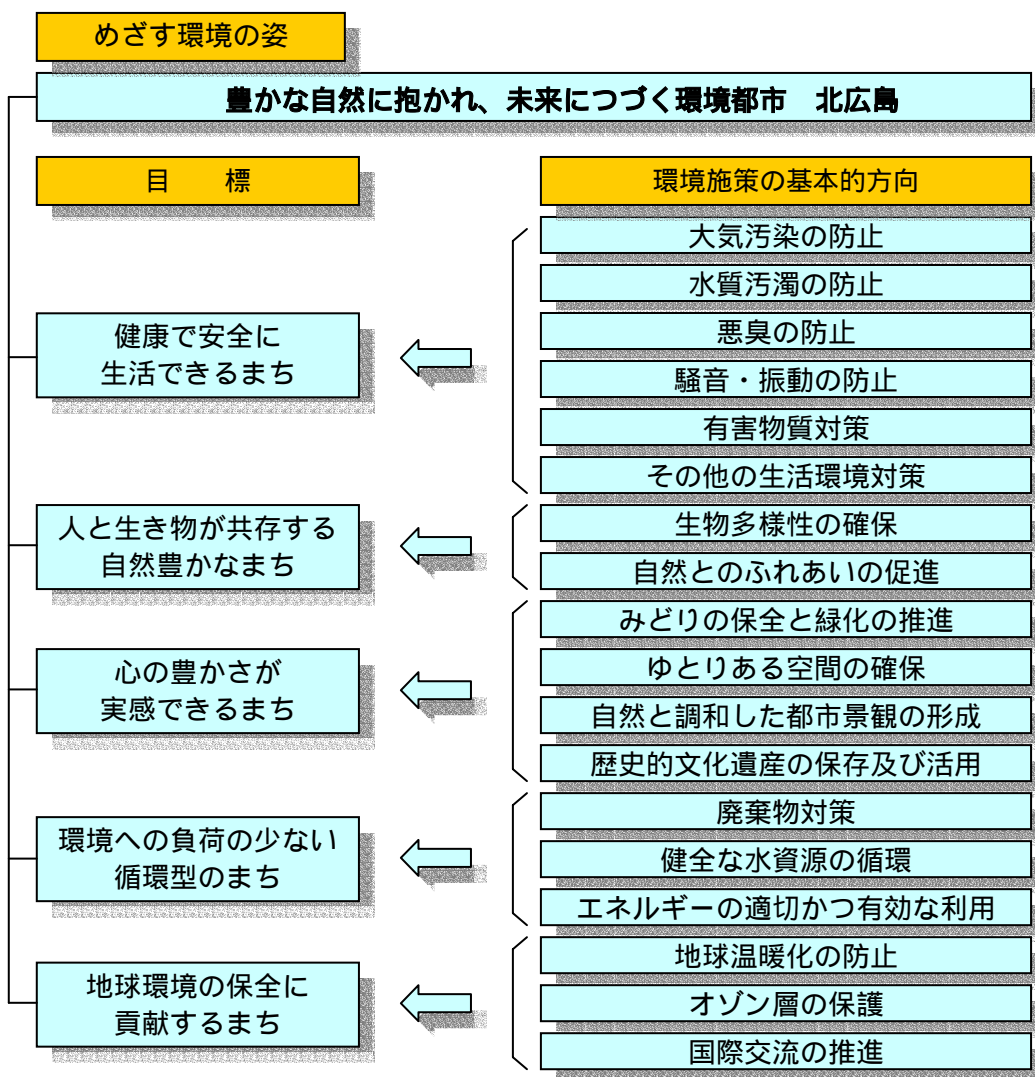 めざす環境の姿
豊かな自然に抱かれ、未来につづく環境都市　北広島
目　　標
環境施策の基本的方向
健康で安全に
生活できるまち
大気汚染の防止
水質汚濁の防止
悪臭の防止
騒音・振動の防止
有害物質対策
その他の生活環境対策
人と生き物が共存する
自然豊かなまち
生物多様性の確保
自然とのふれあいの促進
心の豊かさが
実感できるまち
みどりの保全と緑化の推進
ゆとりある空間の確保
自然と調和した都市景観の形成
歴史的文化遺産の保存及び活用
環境への負荷の少ない
循環型のまち
廃棄物対策
健全な水資源の循環
エネルギーの適切かつ有効な利用
地球環境の保全に
貢献するまち
地球温暖化の防止
オゾン層の保護
国際交流の推進